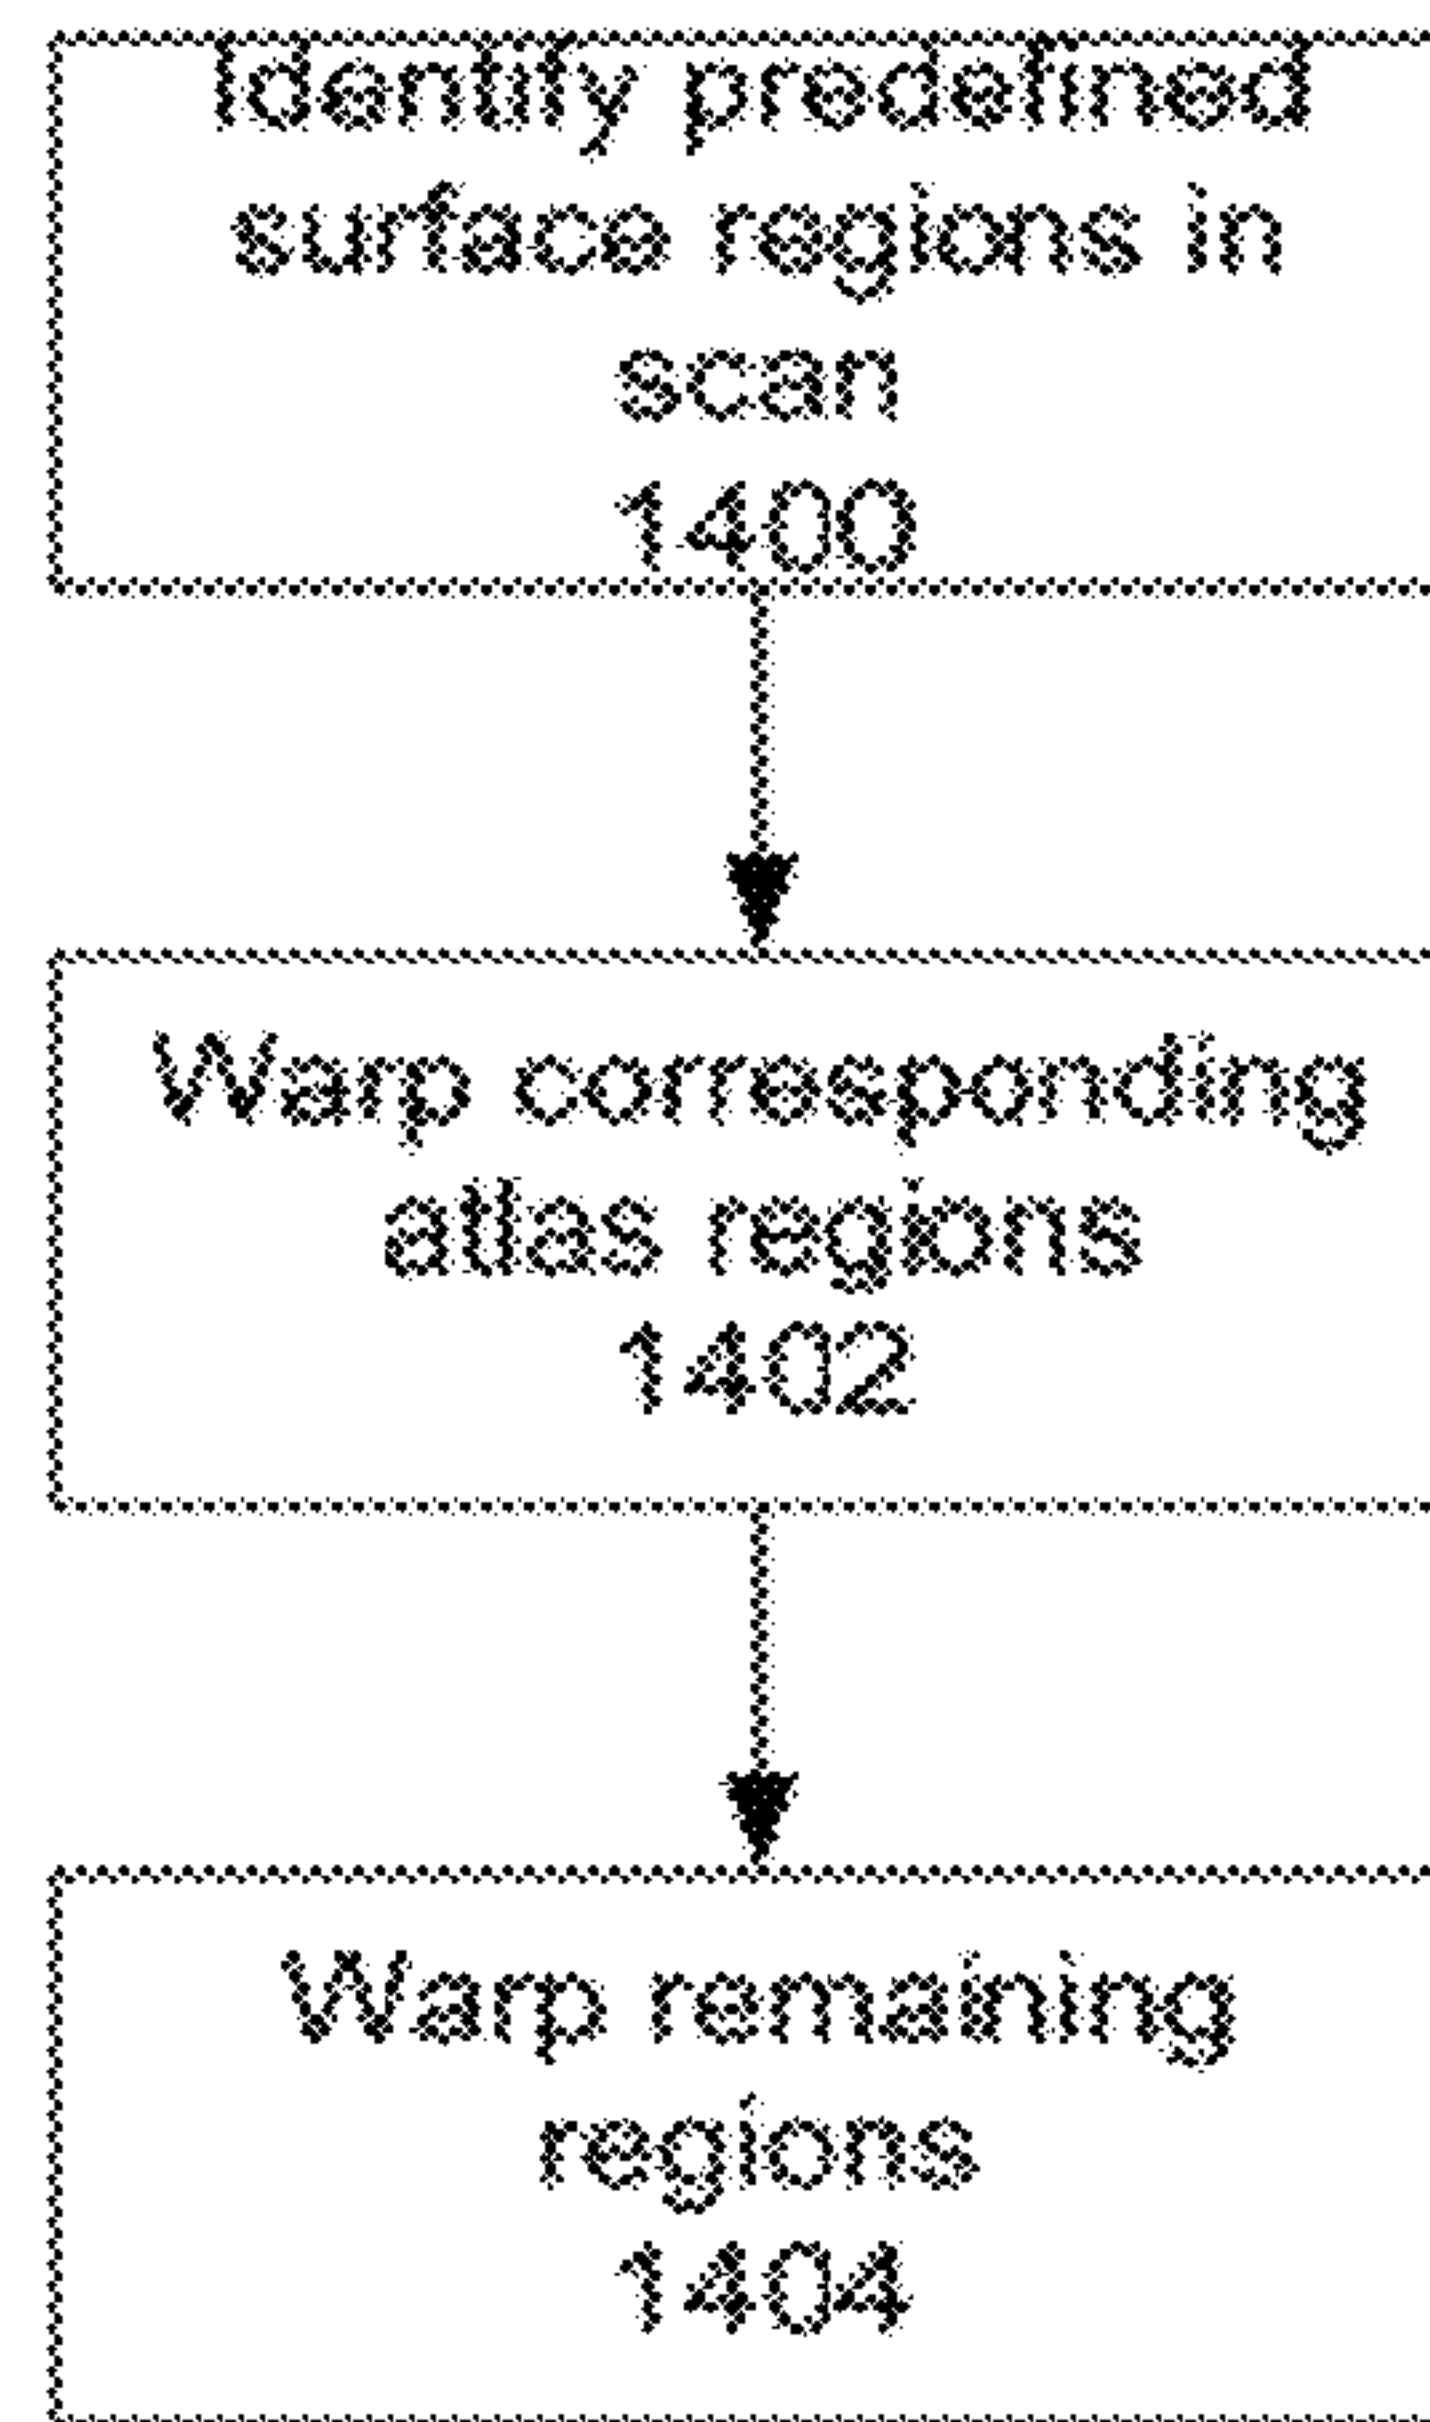 Identify predefined
surface regions in
scan
1400
Warp corresponding
atlas regions
1402
Warp remaining
regions
1404